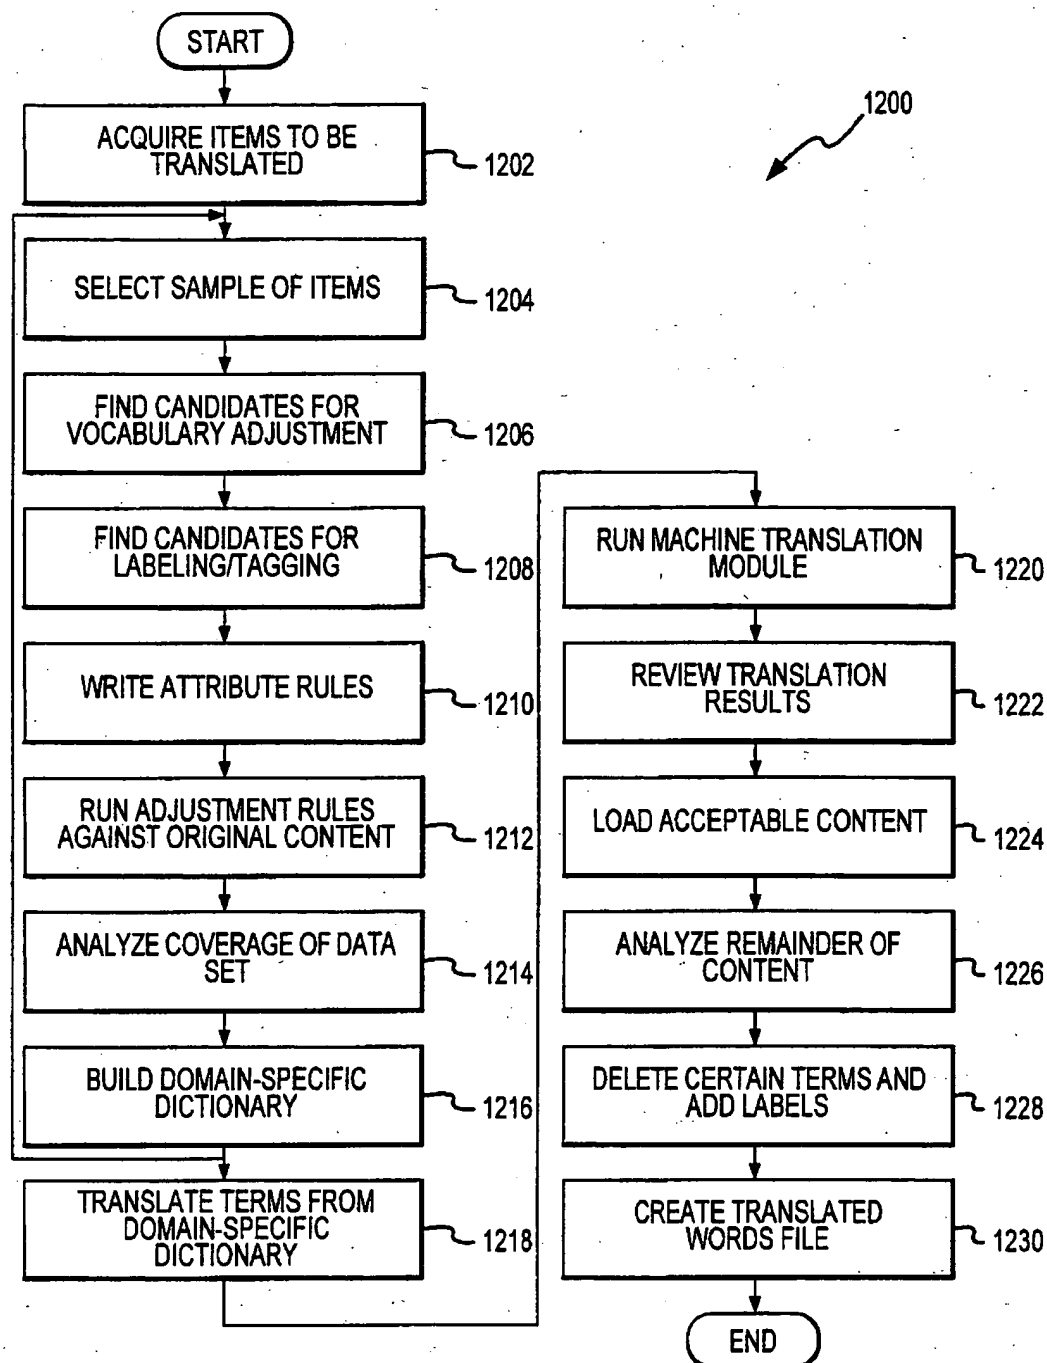 START
ACQUIRE ITEMS TO BE
TRANSLATED
1202
1200
SELECT SAMPLE OF ITEMS
1204
FIND CANDIDATES FOR
VOCABULARY ADJUSTMENT
1206
FIND CANDIDATES FOR
LABELING/TAGGING
1208
WRITE ATTRIBUTE RULES
1210
RUN ADJUSTMENT RULES
AGAINST ORIGINAL CONTENT
1212
ANALYZE COVERAGE OF DATA
SET
1214
BUILD DOMAIN-SPECIFIC
DICTIONARY
1216
TRANSLATE TERMS FROM
DOMAIN-SPECIFIC
DICTIONARY
1218
RUN MACHINE TRANSLATION
MODULE
1220
REVIEW TRANSLATION
RESULTS
1222
LOAD ACCEPTABLE CONTENT
1224
ANALYZE REMAINDER OF
CONTENT
1226
DELETE CERTAIN TERMS AND
ADD LABELS
1228
CREATE TRANSLATED
WORDS FILE
1230
END